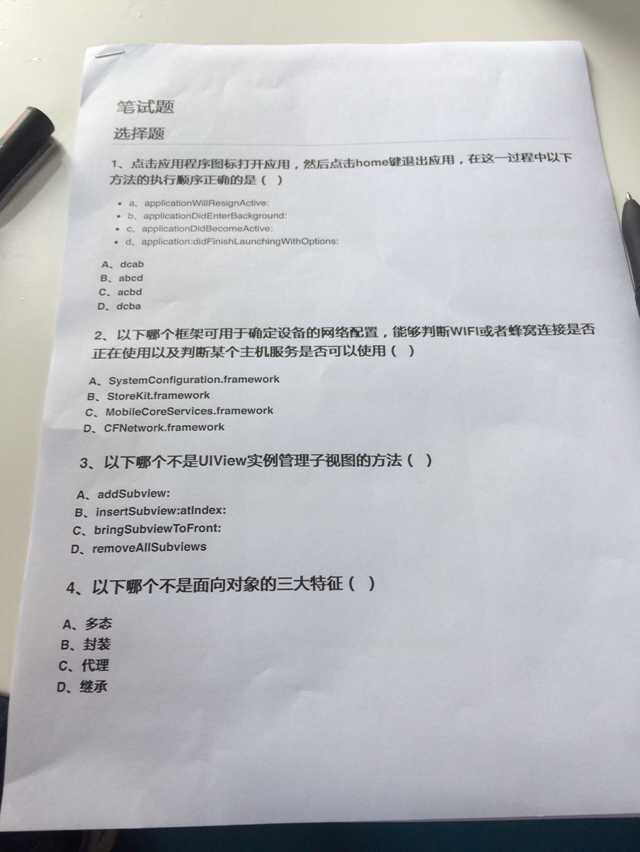 笔试题
选择题
1、点击应用程序图标打开应用，然后点击home键退出应用，在这一过程中以下
方法的执行顺序正确的是（ ）
• a、applicationWillResignActive:
• b、applicationDidEnterBackground:
• c、applicationDidBecomeActive:
• d、application:didFinishLaunchingWithOptions:
A、dcab
B、abcd
C、acbd
D、dcba
2、以下哪个框架可用于确定设备的网络配置，能够判断WIFI或者蜂窝连接是否
正在使用以及判断某个主机服务是否可以使用（ ）
A、SystemConfiguration.framework
B、StoreKit.framework
C、MobileCoreServices.framework
D、CFNetwork.framework
3、以下哪个不是UIView实例管理子视图的方法（ ）
A、addSubview:
B、insertSubview:atIndex:
C、bringSubviewToFront:
D、removeAllSubviews
4、以下哪个不是面向对象的三大特征（ ）
A、多态
B、封装
C、代理
D、继承